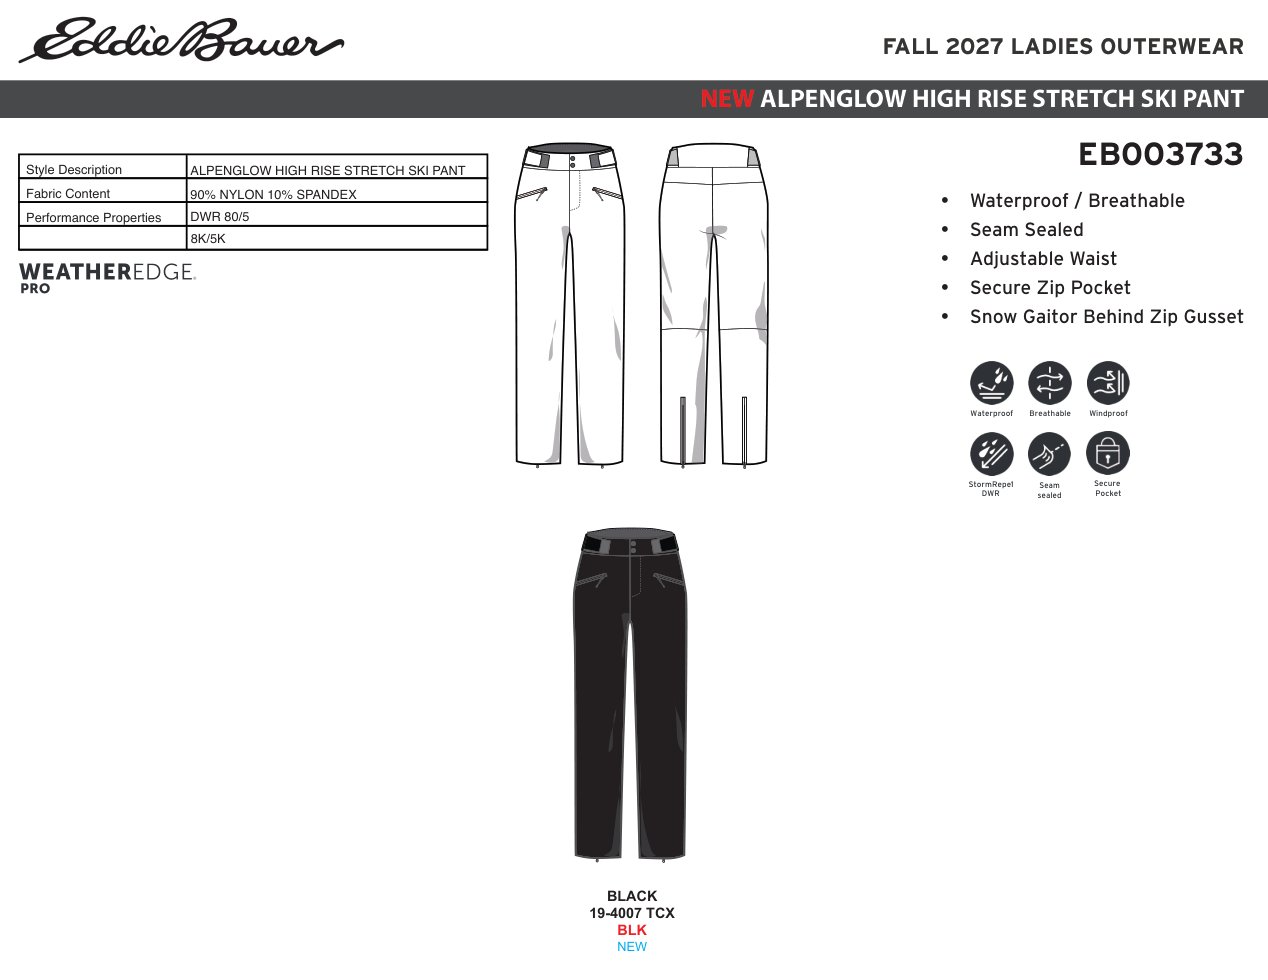 Eddie Bauer
FALL 2027 LADIES OUTERWEAR
NEW ALPENGLOW HIGH RISE STRETCH SKI PANT
Style Description ALPENGLOW HIGH RISE STRETCH SKI PANT
Fabric Content 90% NYLON 10% SPANDEX
Performance Properties DWR 80/5
8K/5K
WEATHEREDGE
PRO
EB003733
• Waterproof / Breathable
• Seam Sealed
• Adjustable Waist
• Secure Zip Pocket
• Snow Gaitor Behind Zip Gusset
Waterproof Breathable Windproof
StormRepel Seam Secure
DWR sealed Pocket
BLACK
19-4007 TCX
BLK
NEW